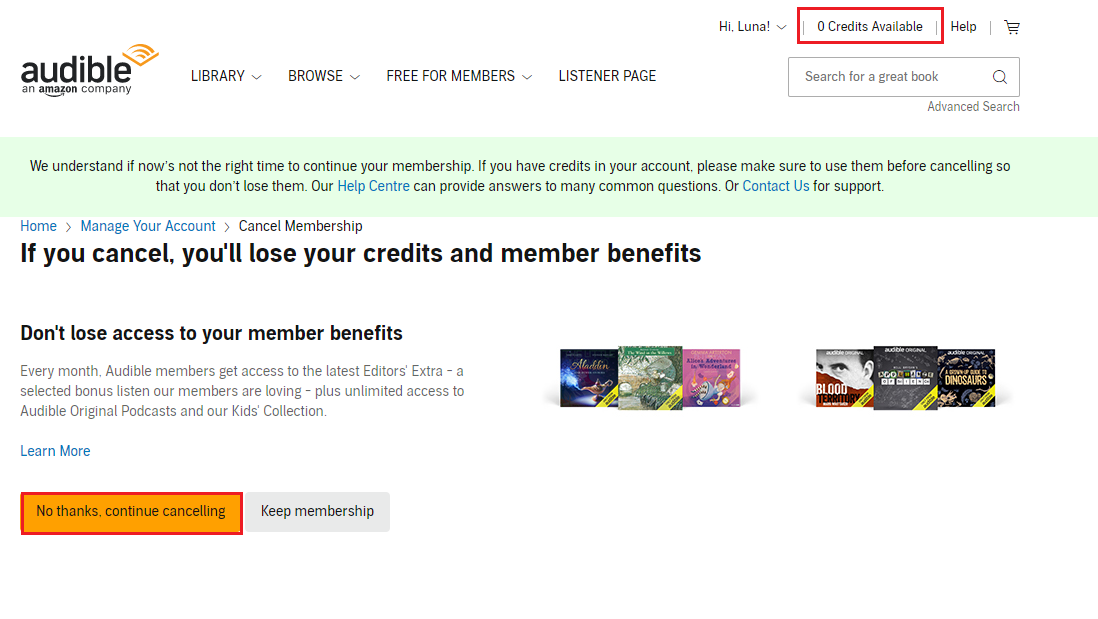 Hi, Luna!
0 Credits Available
Help
audible
an amazon company
LIBRARY
BROWSE
FREE FOR MEMBERS
LISTENER PAGE
Search for a great book
Advanced Search
We understand if now's not the right time to continue your membership. If you have credits in your account, please make sure to use them before cancelling so
that you don't lose them. Our Help Centre can provide answers to many common questions. Or Contact Us for support.
Home > Manage Your Account > Cancel Membership
If you cancel, you'll lose your credits and member benefits
Don't lose access to your member benefits
Every month, Audible members get access to the latest Editors' Extra - a
selected bonus listen our members are loving - plus unlimited access to
Audible Original Podcasts and our Kids' Collection.
Learn More
Aladdin
The Wind in the Willows
Alice's Adventures
in Wonderland
audible ORIGINAL
BLOOD
TERRITORY
audible ORIGINAL
audible ORIGINAL
A GROWN-UP GUIDE TO
DINOSAURS
No thanks, continue cancelling
Keep membership